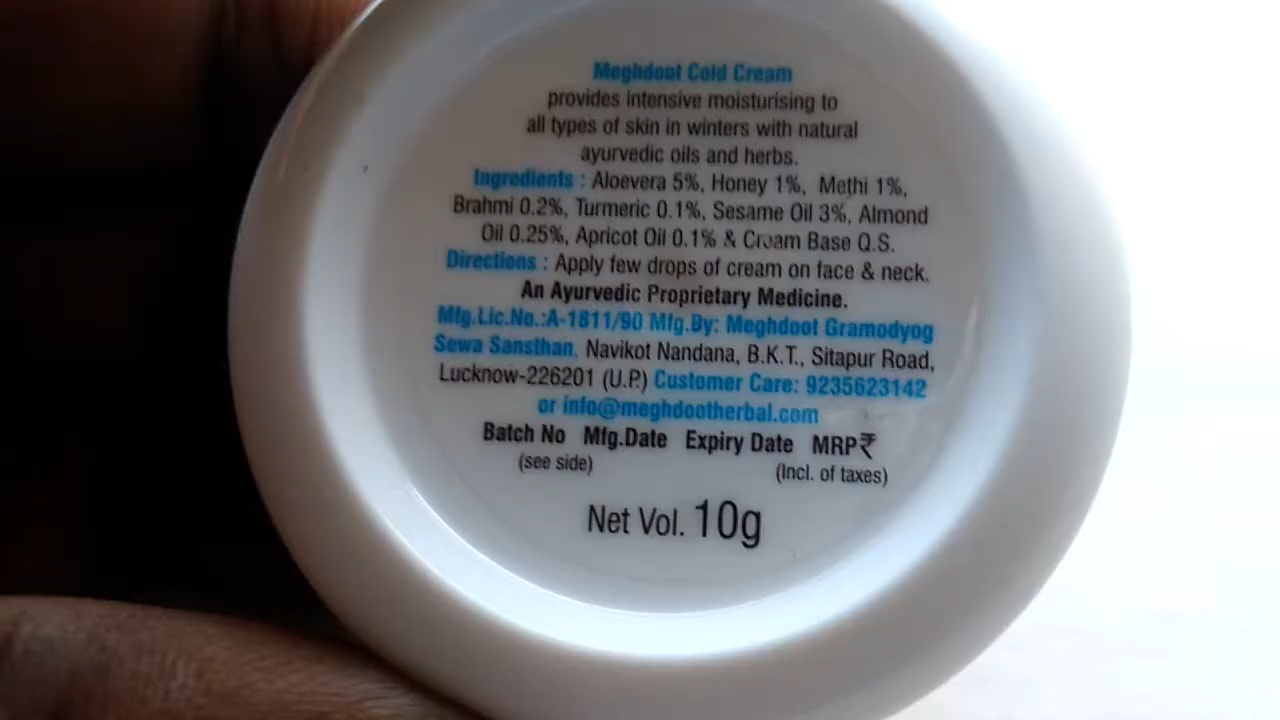 Meghdoot Cold Cream
provides intensive moisturising to
all types of skin in winters with natural
ayurvedic oils and herbs.
Ingredients : Aloevera 5%, Honey 1%, Methi 1%,
Brahmi 0.2%, Turmeric 0.1%, Sesame Oil 3%, Almond
Oil 0.25%, Apricot Oil 0.1% & Cream Base Q.S.
Directions : Apply few drops of cream on face & neck.
An Ayurvedic Proprietary Medicine.
Mfg.Lic.No.:A-1811/90 Mfg.By: Meghdoot Gramodyog
Sewa Sansthan, Navikot Nandana, B.K.T., Sitapur Road,
Lucknow-226201 (U.P.) Customer Care: 9235623142
or info@meghdootherbal.com
Batch No Mfg.Date Expiry Date MRP₹
(see side) (Incl. of taxes)
Net Vol. 10g